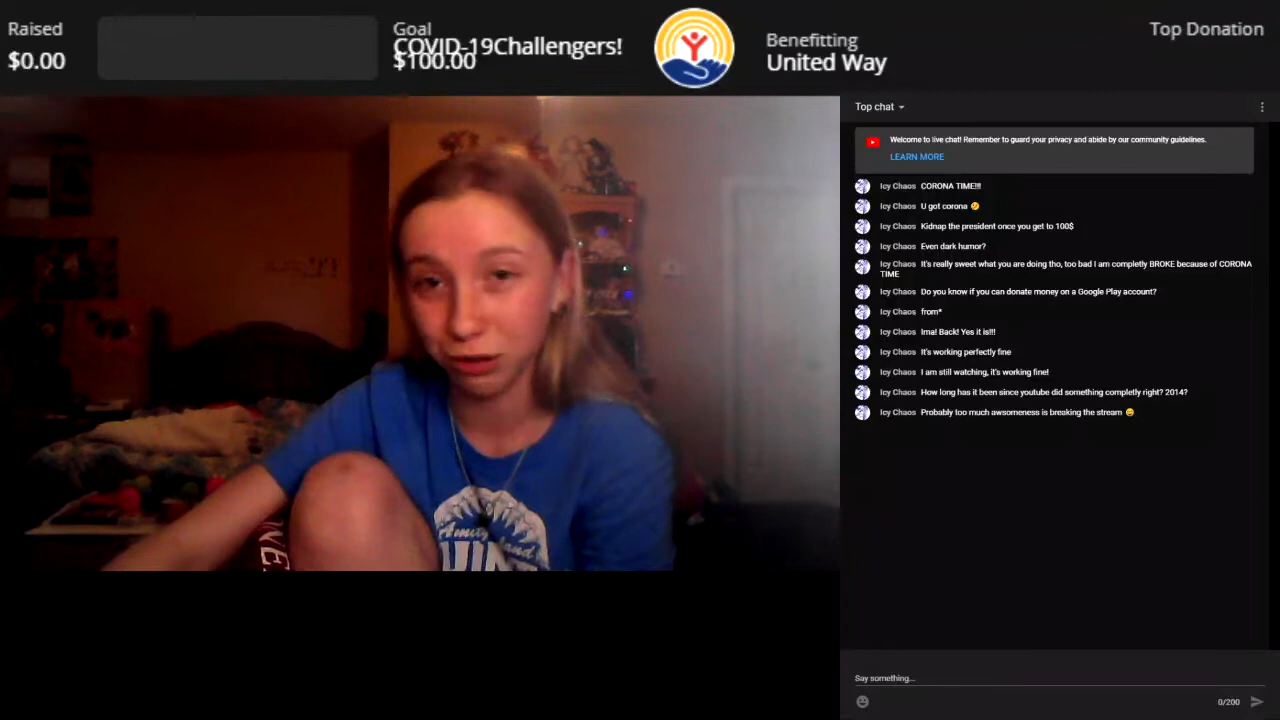 Raised
$0.00
Goal
COVID-19Challengers!
$100.00
Benefitting
United Way
Top Donation
Top chat
Welcome to live chat! Remember to guard your privacy and abide by our community guidelines.
LEARN MORE
Icy Chaos CORONA TIME!!!
Icy Chaos U got corona 🤔
Icy Chaos Kidnap the president once you get to 100$
Icy Chaos Even dark humor?
Icy Chaos It's really sweet what you are doing tho, too bad I am completly BROKE because of CORONA
TIME
Icy Chaos Do you know if you can donate money on a Google Play account?
Icy Chaos from*
Icy Chaos Ima! Back! Yes it is!!!
Icy Chaos It's working perfectly fine
Icy Chaos I am still watching, it's working fine!
Icy Chaos How long has it been since youtube did something completly right? 2014?
Icy Chaos Probably too much awsomeness is breaking the stream 😅
Amity
Say something...
0/200